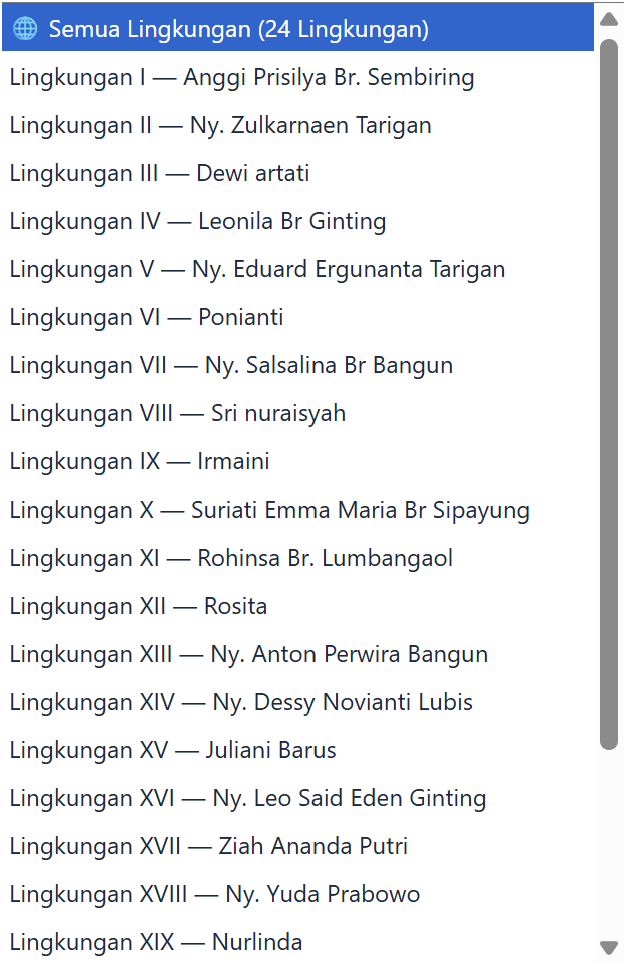 🌐 Semua Lingkungan (24 Lingkungan)
Lingkungan I — Anggi Prisilya Br. Sembiring
Lingkungan II — Ny. Zulkarnaen Tarigan
Lingkungan III — Dewi artati
Lingkungan IV — Leonila Br Ginting
Lingkungan V — Ny. Eduard Ergunanta Tarigan
Lingkungan VI — Ponianti
Lingkungan VII — Ny. Salsalina Br Bangun
Lingkungan VIII — Sri nuraisyah
Lingkungan IX — Irmaini
Lingkungan X — Suriati Emma Maria Br Sipayung
Lingkungan XI — Rohinsa Br. Lumbangaol
Lingkungan XII — Rosita
Lingkungan XIII — Ny. Anton Perwira Bangun
Lingkungan XIV — Ny. Dessy Novianti Lubis
Lingkungan XV — Juliani Barus
Lingkungan XVI — Ny. Leo Said Eden Ginting
Lingkungan XVII — Ziah Ananda Putri
Lingkungan XVIII — Ny. Yuda Prabowo
Lingkungan XIX — Nurlinda